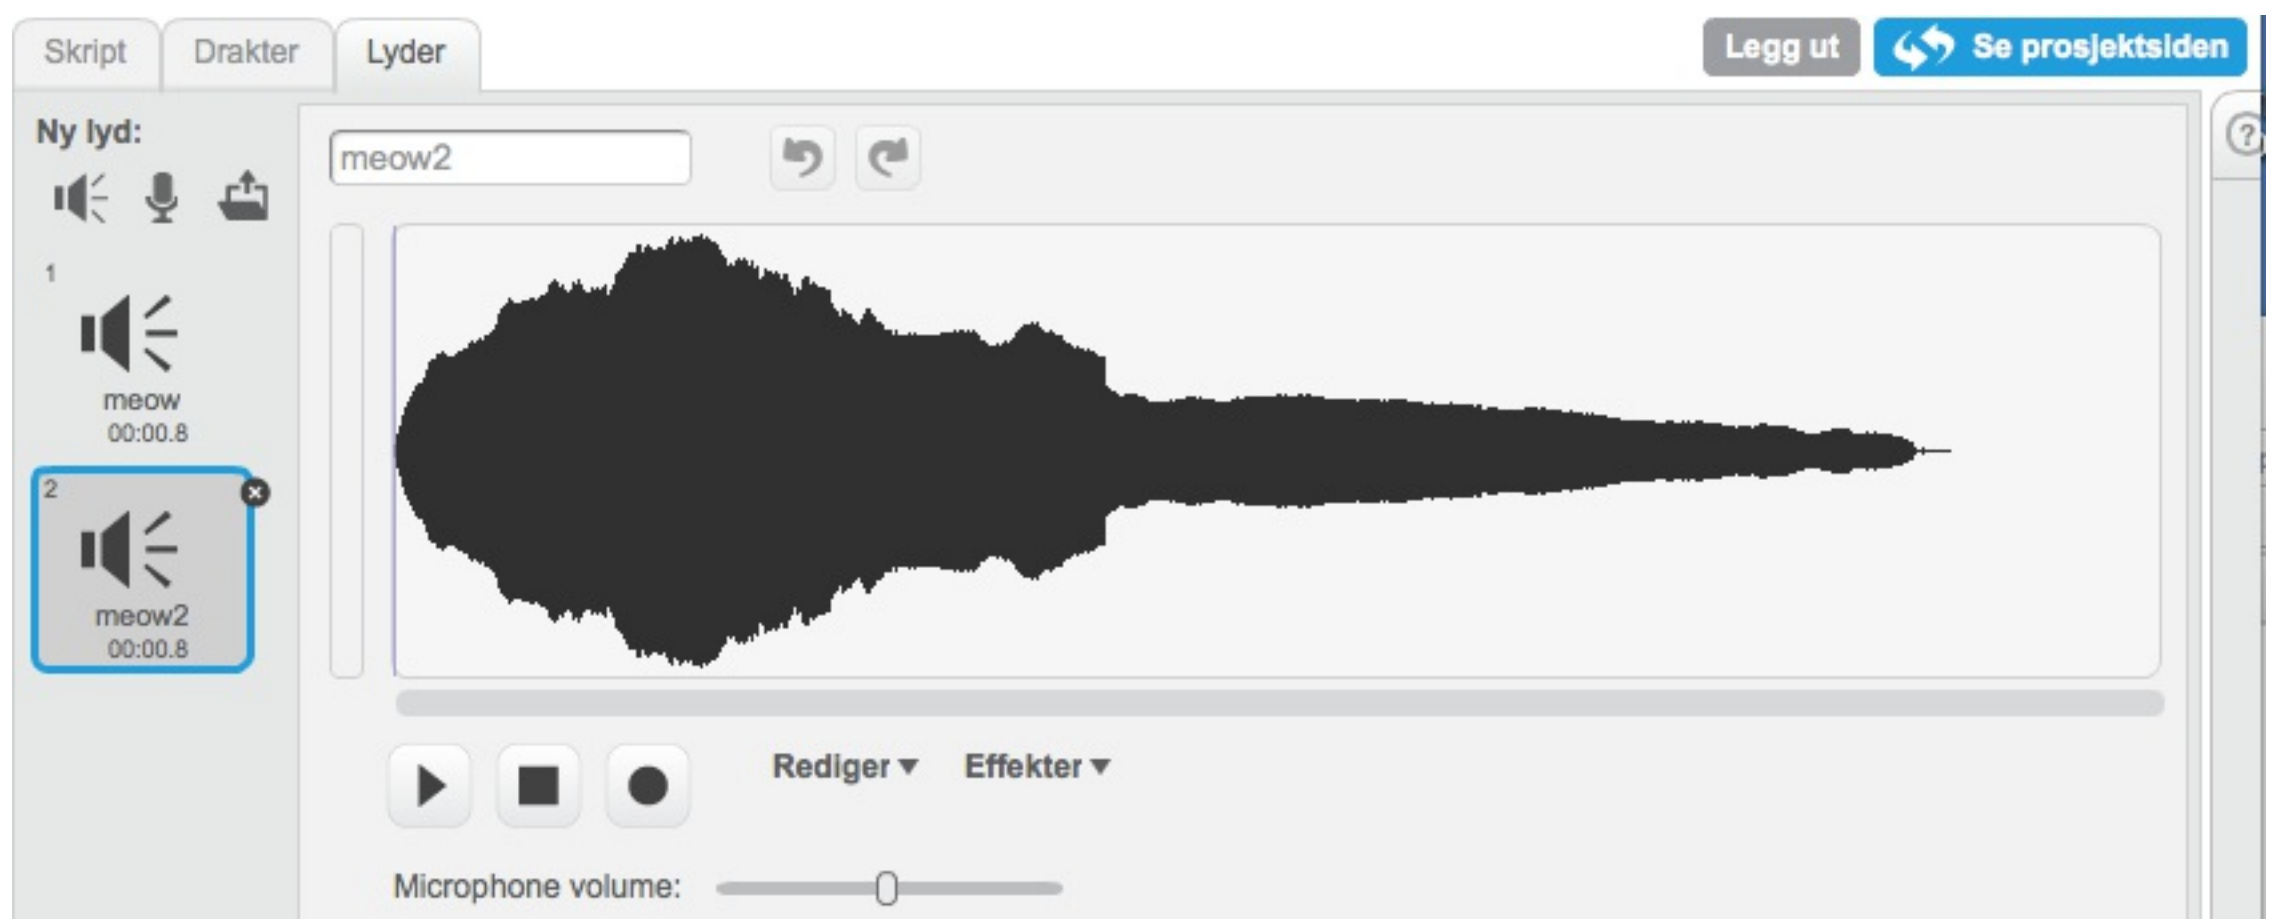 Skript
Drakter
Lyder
Legg ut
Se prosjektsiden
Ny lyd:
meow2
?
1
meow
00:00.8
2
meow2
00:00.8
Rediger
Effekter
Microphone volume: